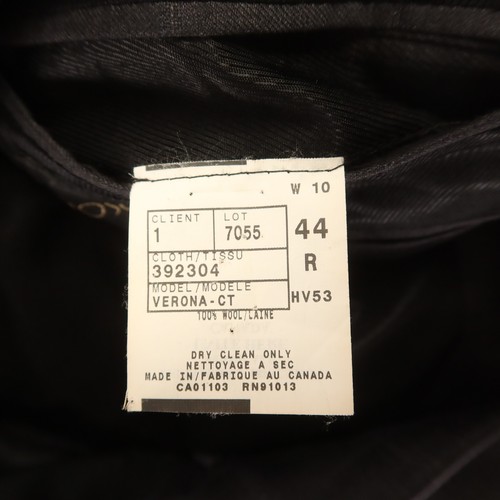 W 10
CLIENT LOT
1 7055 44
CLOTH/TISSU
392304 R
MODEL/MODÈLE
VERONA-CT HV53
100% WOOL/LAINE
DRY CLEAN ONLY
NETTOYAGE A SEC
MADE IN/FABRIQUE AU CANADA
CA01103 RN91013